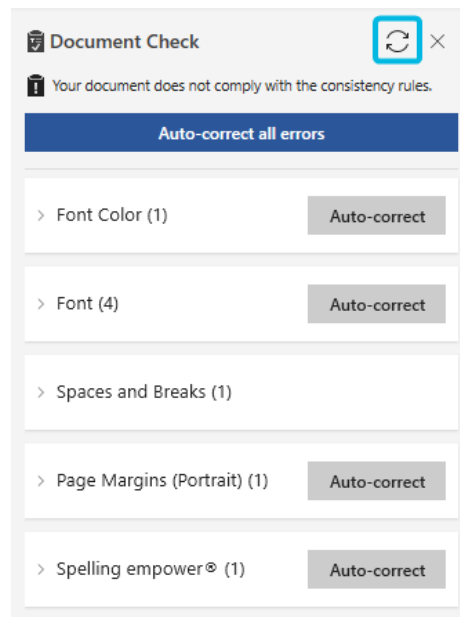 Document Check
Your document does not comply with the consistency rules.
Auto-correct all errors
Font Color (1)
Auto-correct
Font (4)
Auto-correct
Spaces and Breaks (1)
Page Margins (Portrait) (1)
Auto-correct
Spelling empower® (1)
Auto-correct